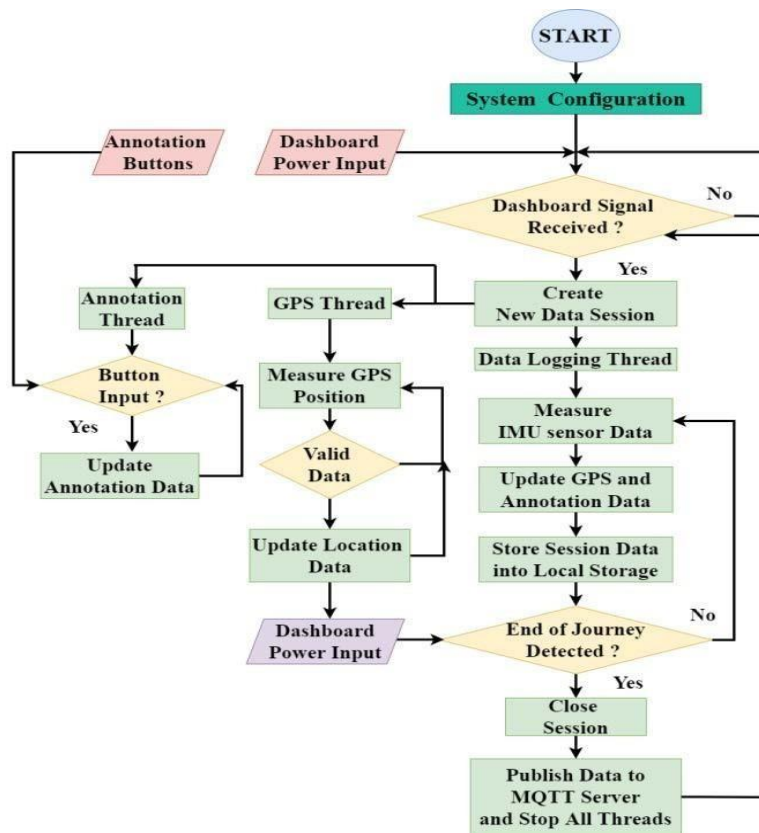 START
System Configuration
Annotation
Buttons
Dashboard
Power Input
Dashboard Signal
Received ?
No
Yes
Annotation
Thread
GPS Thread
Create
New Data Session
Data Logging Thread
Button
Input ?
Measure GPS
Position
Measure
IMU sensor Data
Yes
Update
Annotation Data
Valid
Data
Update GPS and
Annotation Data
Update Location
Data
Store Session Data
into Local Storage
Dashboard
Power Input
End of Journey
Detected ?
No
Yes
Close
Session
Publish Data to
MQTT Server
and Stop All Threads